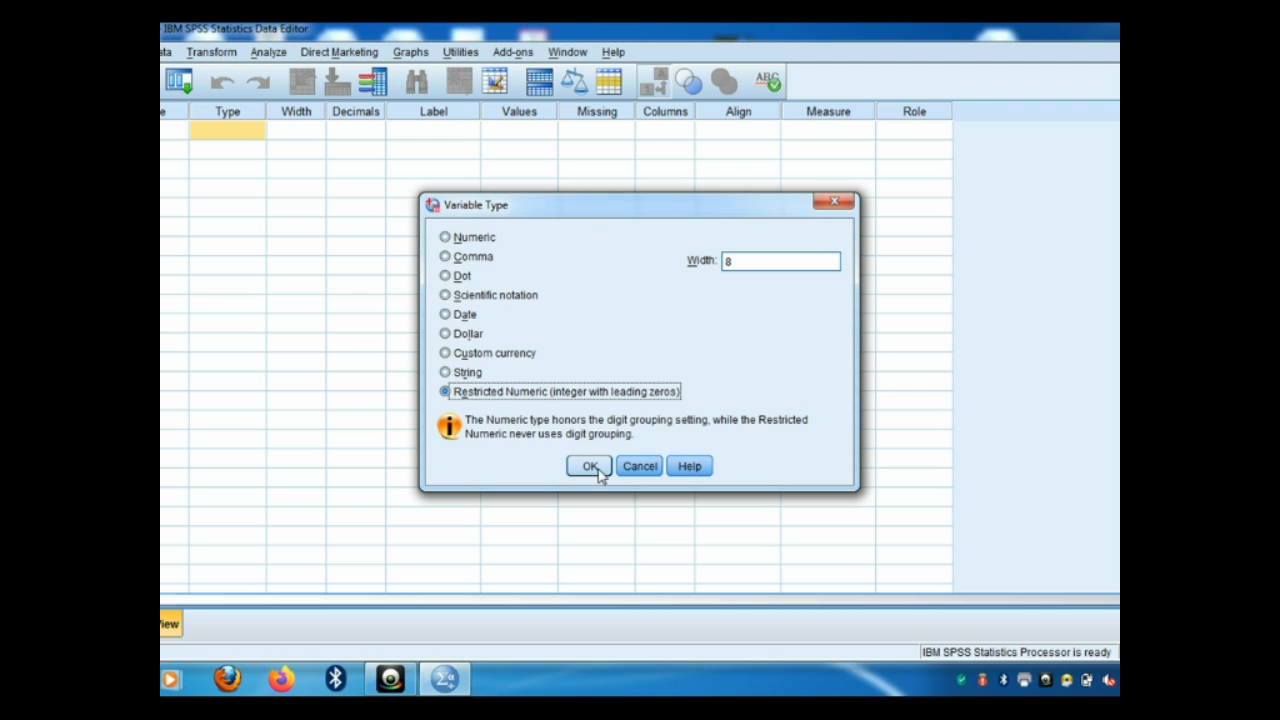 IBM SPSS Statistics Data Editor
ata Transform Analyze Direct Marketing Graphs Utilities Add-ons Window Help
ABC
e Type Width Decimals Label Values Missing Columns Align Measure Role
Variable Type
Numeric
Comma
Width: 8
Dot
Scientific notation
Date
Dollar
Custom currency
String
Restricted Numeric (integer with leading zeros)
The Numeric type honors the digit grouping setting, while the Restricted
Numeric never uses digit grouping.
OK Cancel Help
View
IBM SPSS Statistics Processor is ready